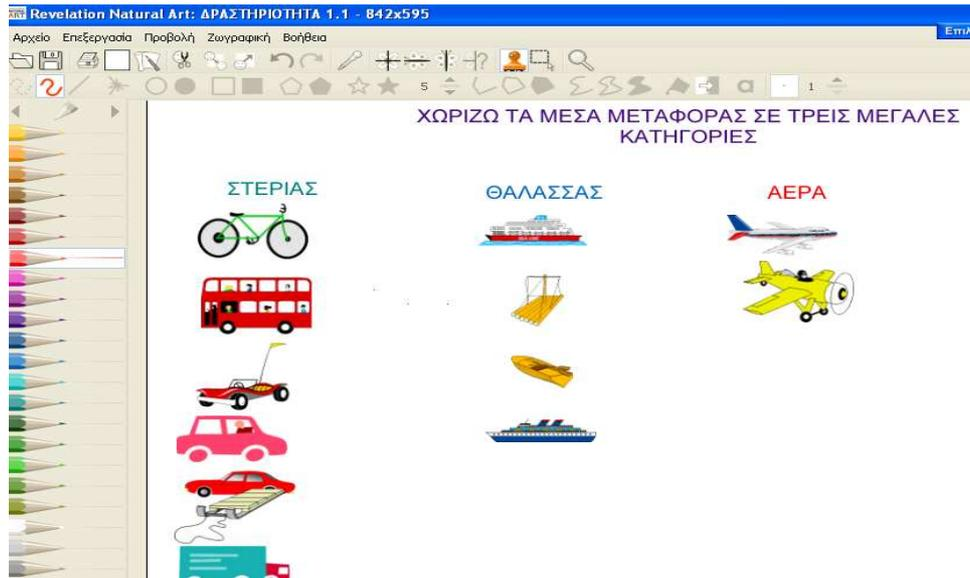 Revelation Natural Art: ΔΡΑΣΤΗΡΙΟΤΗΤΑ 1.1 - 842x595
Αρχείο Επεξεργασία Προβολή Ζωγραφική Βοήθεια
5 α 1
ΧΩΡΙΖΩ ΤΑ ΜΕΣΑ ΜΕΤΑΦΟΡΑΣ ΣΕ ΤΡΕΙΣ ΜΕΓΑΛΕΣ
ΚΑΤΗΓΟΡΙΕΣ
ΣΤΕΡΙΑΣ ΘΑΛΑΣΣΑΣ ΑΕΡΑ